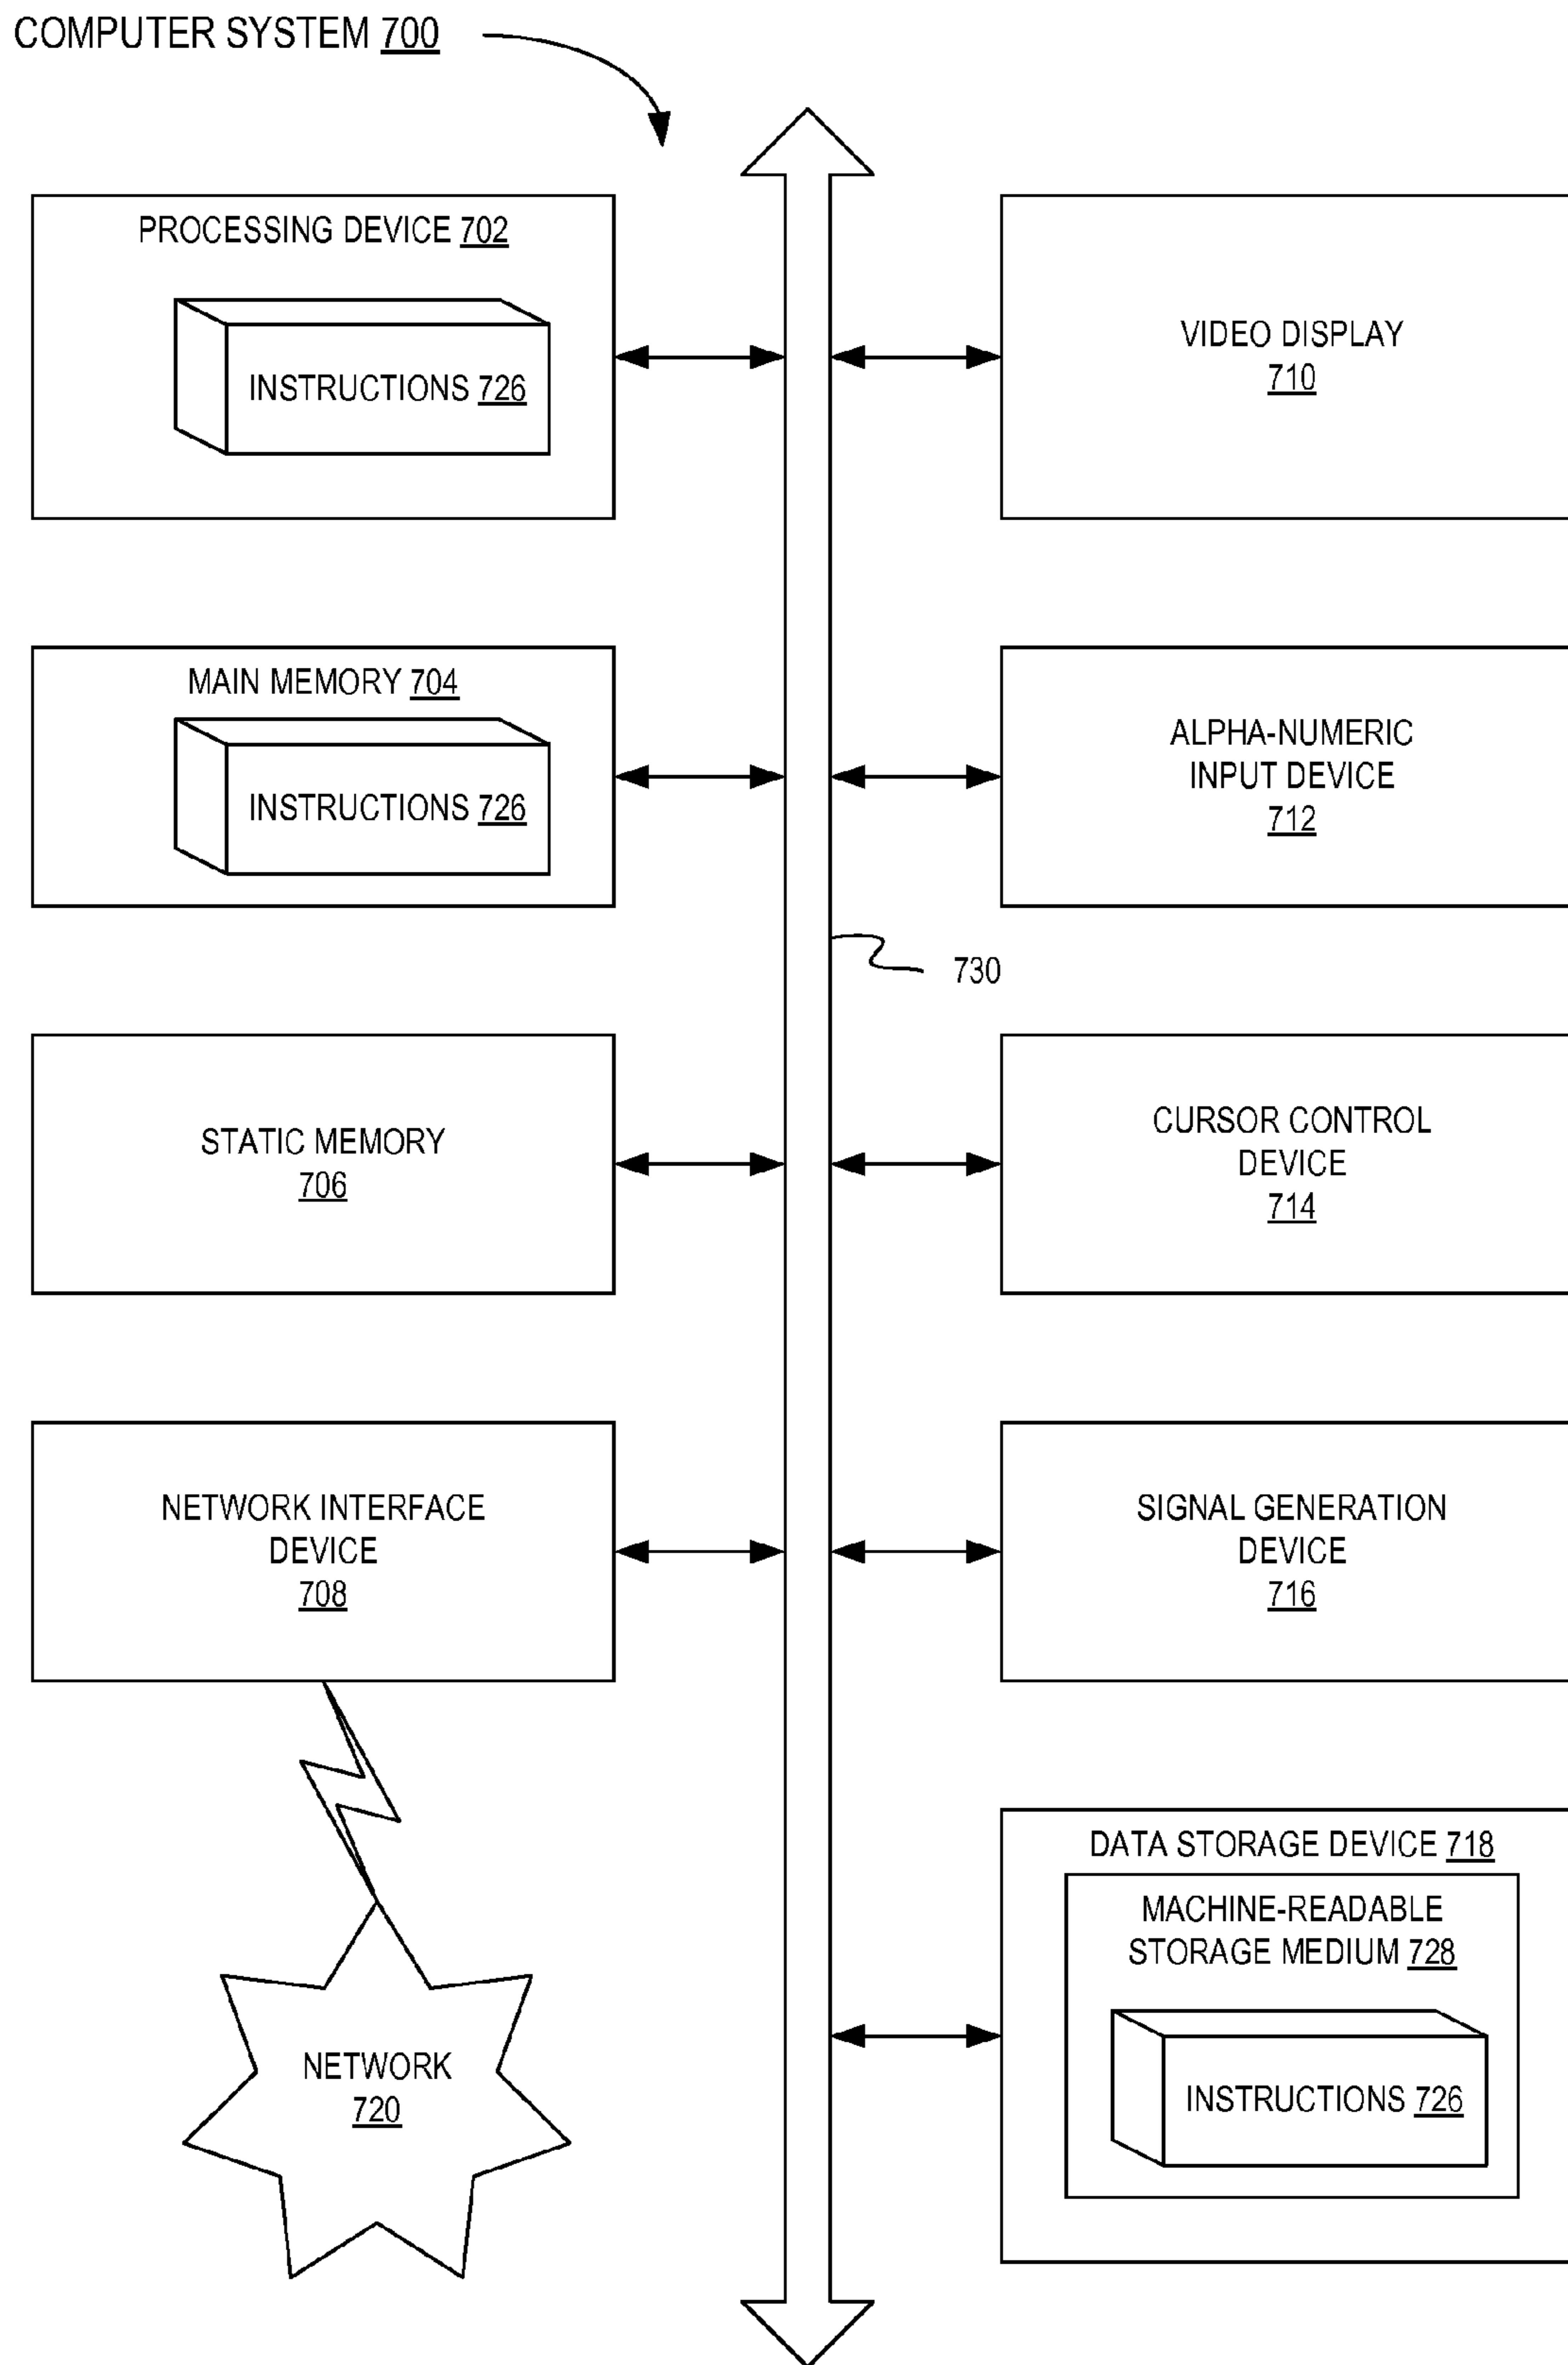 COMPUTER SYSTEM 700
PROCESSING DEVICE 702
INSTRUCTIONS 726
MAIN MEMORY 704
INSTRUCTIONS 726
STATIC MEMORY
706
NETWORK INTERFACE
DEVICE
708
NETWORK
720
VIDEO DISPLAY
710
ALPHA-NUMERIC
INPUT DEVICE
712
730
CURSOR CONTROL
DEVICE
714
SIGNAL GENERATION
DEVICE
716
DATA STORAGE DEVICE 718
MACHINE-READABLE
STORAGE MEDIUM 728
INSTRUCTIONS 726